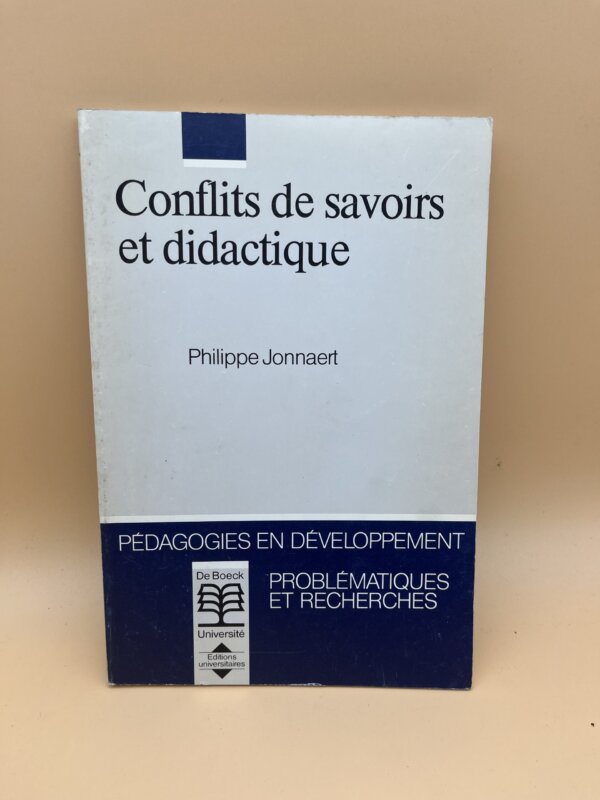 Conflits de savoirs
et didactique
Philippe Jonnaert
PÉDAGOGIES EN DÉVELOPPEMENT
PROBLÉMATIQUES
ET RECHERCHES
De Boeck
Université
Editions
universitaires